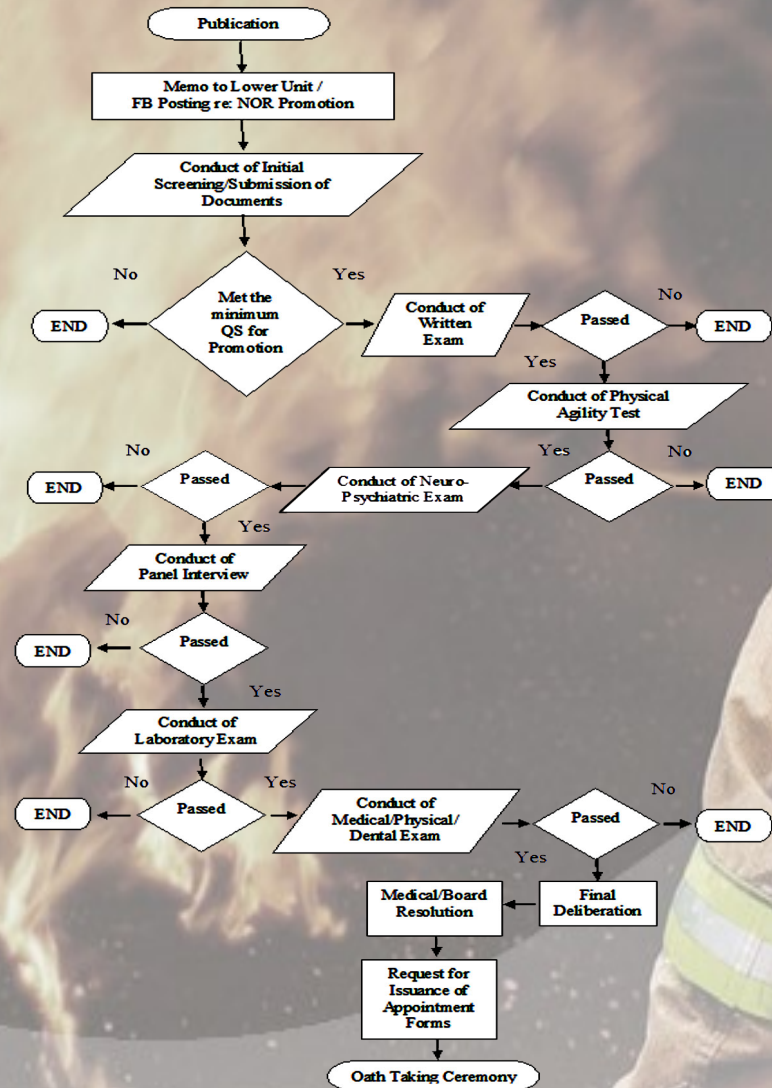 Publication
Memo to Lower Unit /
FB Posting re: NOR Promotion
Conduct of Initial
Screening/Submission of
Documents
No
Yes
Met the
minimum
QS for
Promotion
END
Conduct of
Written
Exam
Passed
No
END
Yes
Conduct of Physical
Agility Test
Yes
No
Passed
END
Conduct of Neuro-
Psychiatric Exam
No
Passed
END
Yes
Conduct of
Panel Interview
No
Passed
END
Yes
Conduct of
Laboratory Exam
No
Yes
Passed
END
Conduct of
Medical/Physical/
Dental Exam
Passed
No
END
Yes
Final
Deliberation
Medical/Board
Resolution
Request for
Issuance of
Appointment
Forms
Oath Taking Ceremony